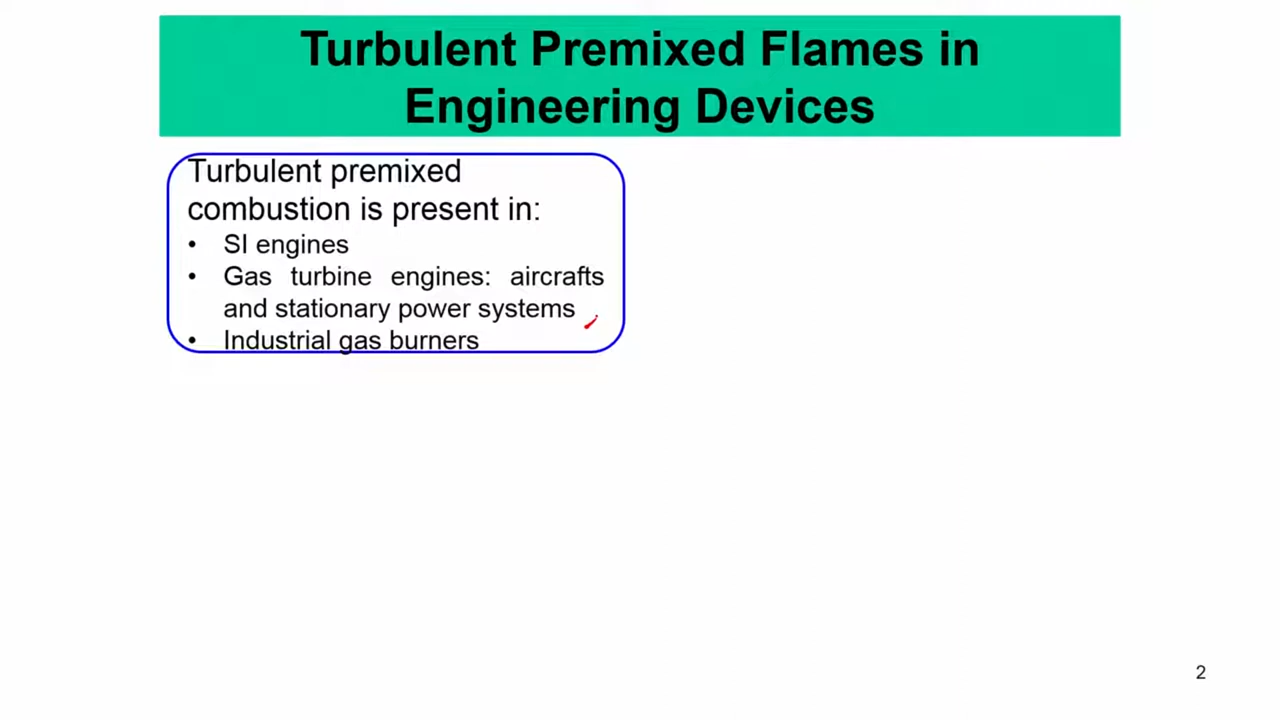 Turbulent Premixed Flames in
Engineering Devices
Turbulent premixed
combustion is present in:
• SI engines
• Gas turbine engines: aircrafts
and stationary power systems
• Industrial gas burners
2